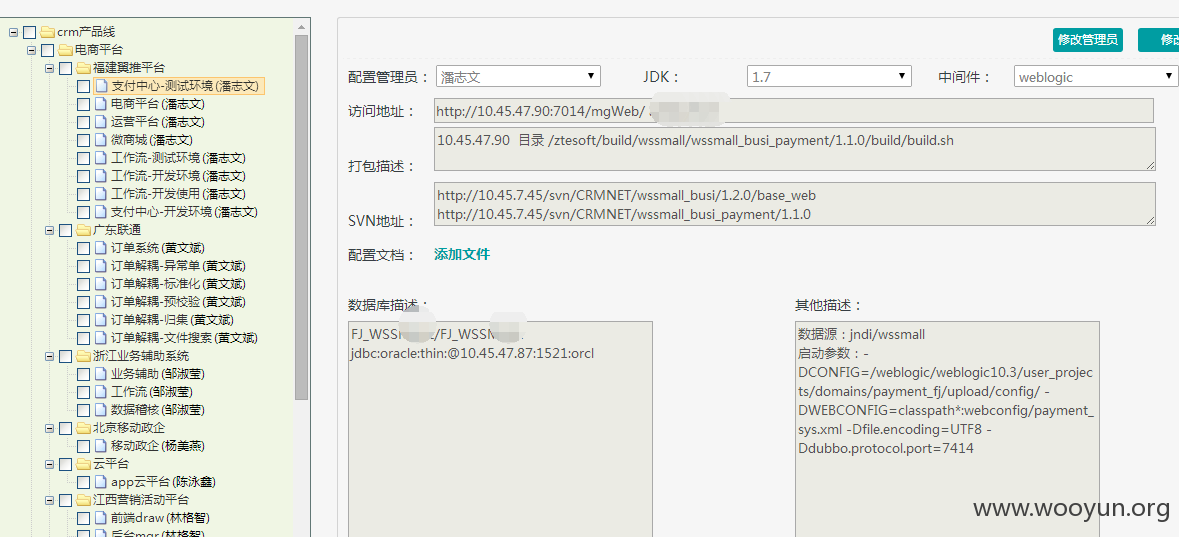 crm产品线
电商平台
福建翼推平台
支付中心-测试环境(潘志文)
电商平台(潘志文)
运营平台(潘志文)
微商城(潘志文)
工作流-测试环境(潘志文)
工作流-开发环境(潘志文)
工作流-开发使用(潘志文)
支付中心-开发环境(潘志文)
广东联通
订单系统(黄文斌)
订单解耦-异常单(黄文斌)
订单解耦-标准化(黄文斌)
订单解耦-预校验(黄文斌)
订单解耦-归集(黄文斌)
订单解耦-文件搜索(黄文斌)
浙江业务辅助系统
业务辅助(邹淑莹)
工作流(邹淑莹)
数据稽核(邹淑莹)
北京移动政企
移动政企(杨美燕)
云平台
app云平台(陈泳鑫)
江西营销活动平台
前端draw(林格智)
后台mgr(林格智)
修改管理员
修改
配置管理员： 潘志文 JDK： 1.7 中间件： weblogic
访问地址： http://10.45.47.90:7014/mgWeb/
打包描述： 10.45.47.90 目录 /ztesoft/build/wssmall/wssmall_busi_payment/1.1.0/build/build.sh
SVN地址： http://10.45.7.45/svn/CRMNET/wssmall_busi/1.2.0/base_web
http://10.45.7.45/svn/CRMNET/wssmall_busi_payment/1.1.0
配置文档： 添加文件
数据库描述：
FJ_WSS /FJ_WSSM
jdbc:oracle:thin:@10.45.47.87:1521:orcl
其他描述：
数据源：jndi/wssmall
启动参数：-
DCONFIG=/weblogic/weblogic10.3/user_projec
ts/domains/payment_fj/upload/config/ -
DWEBCONFIG=classpath*:webconfig/payment_
sys.xml -Dfile.encoding=UTF8 -
Ddubbo.protocol.port=7414
www.wooyun.org